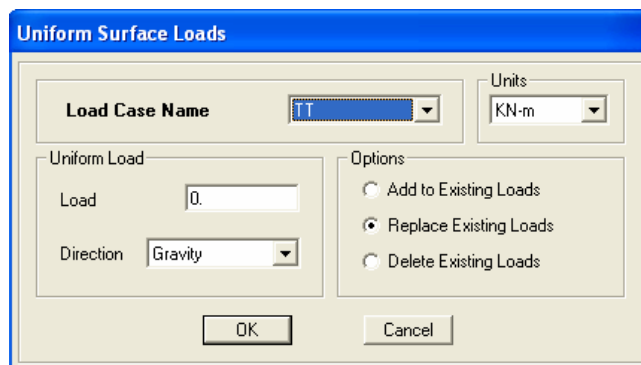 Uniform Surface Loads
Units
Load Case Name TT KN-m
Uniform Load
Load 0.
Direction Gravity
Options
Add to Existing Loads
Replace Existing Loads
Delete Existing Loads
OK Cancel